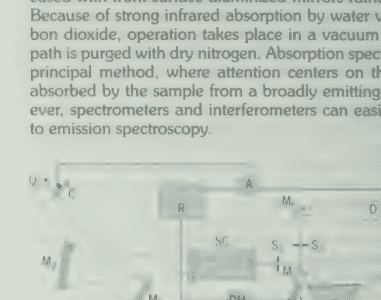 Because of strong infrared absorption by water
bon dioxide, operation takes place in a vacuum
path is purged with dry nitrogen. Absorption spec
principal method, where attention centers on th
absorbed by the sample from a broadly emitting
ever, spectrometers and interferometers can easi
to emission spectroscopy.
A
C
R
M.
D
SC
S
S
M
M
M
DM